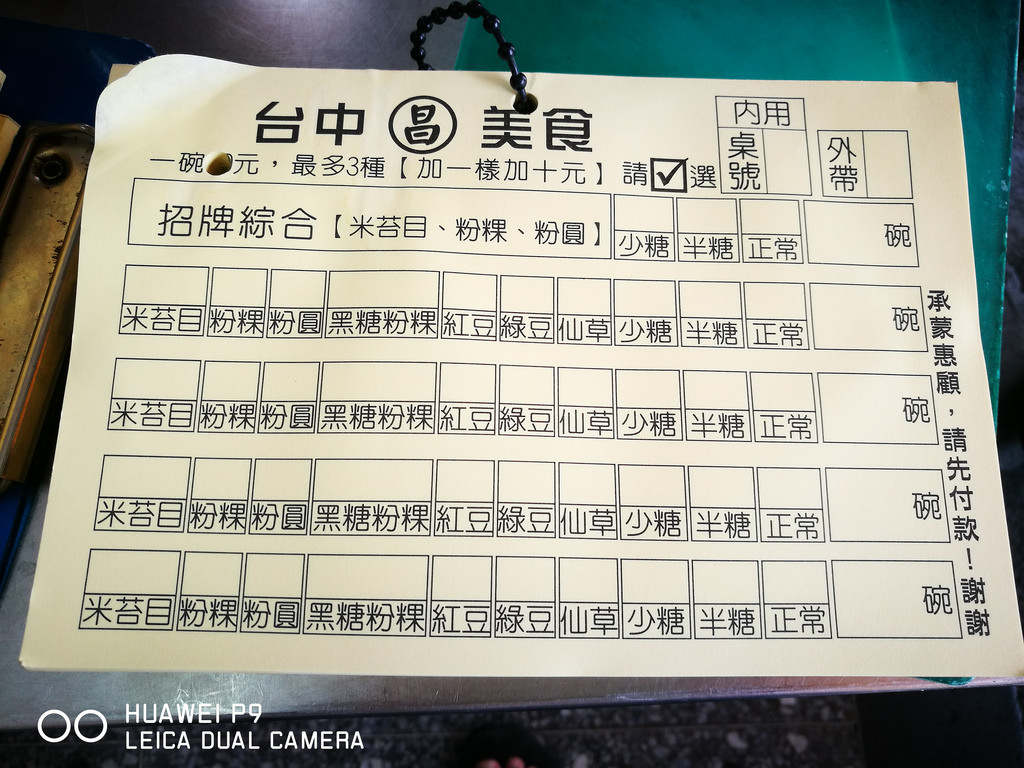 台中 昌 美食
內用
桌號
外帶
一碗 元，最多3種【加一樣加十元】請☑選
招牌綜合【米苔目、粉粿、粉圓】 少糖 半糖 正常 碗
米苔目 粉粿 粉圓 黑糖粉粿 紅豆 綠豆 仙草 少糖 半糖 正常 碗
米苔目 粉粿 粉圓 黑糖粉粿 紅豆 綠豆 仙草 少糖 半糖 正常 碗
米苔目 粉粿 粉圓 黑糖粉粿 紅豆 綠豆 仙草 少糖 半糖 正常 碗
米苔目 粉粿 粉圓 黑糖粉粿 紅豆 綠豆 仙草 少糖 半糖 正常 碗
承蒙惠顧，請先付款！謝謝
HUAWEI P9
LEICA DUAL CAMERA